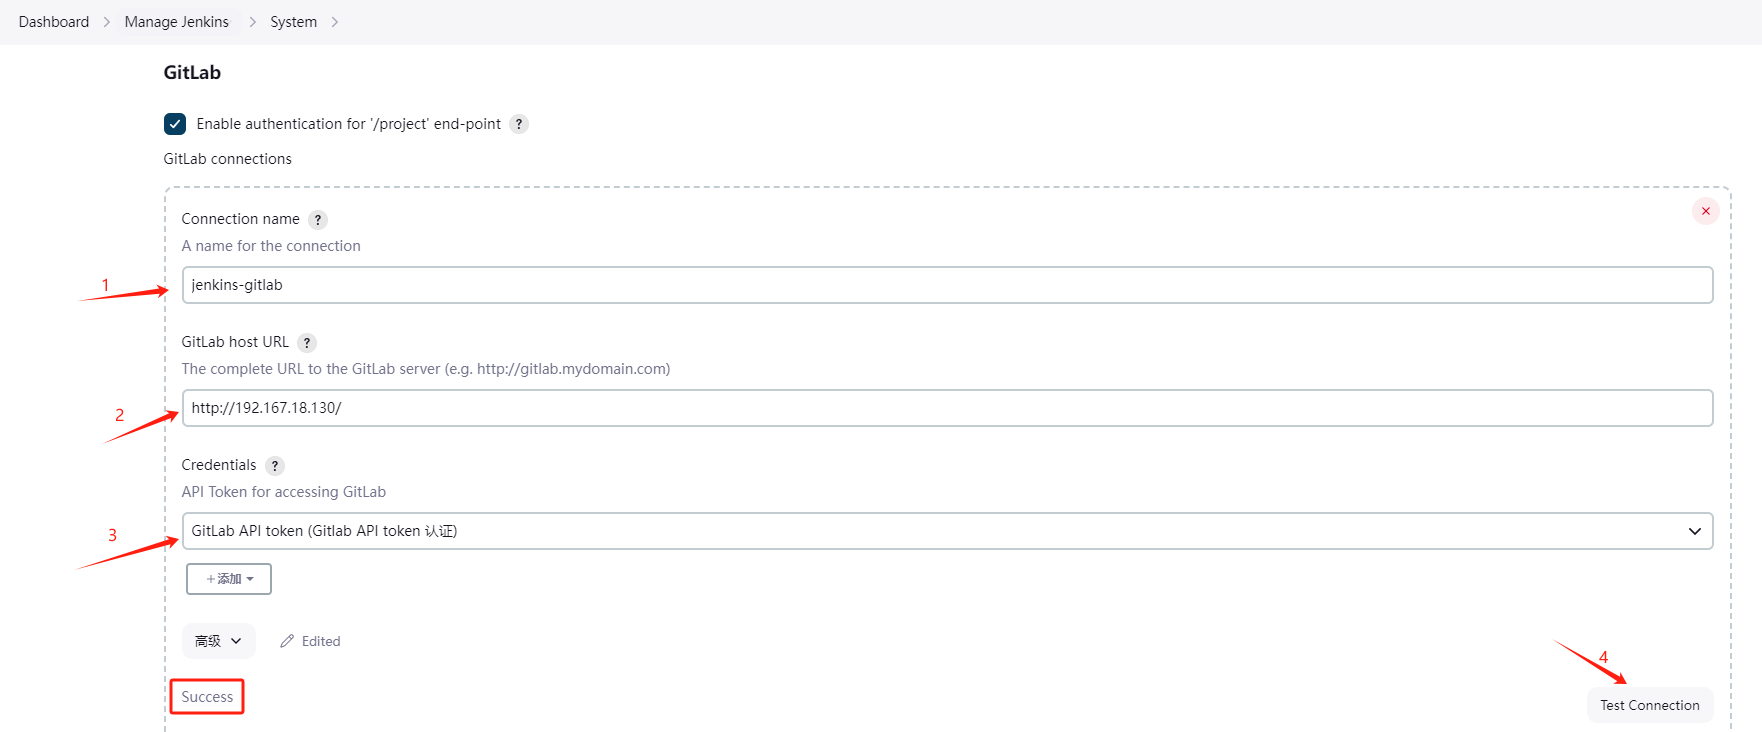 Dashboard > Manage Jenkins > System >
GitLab
Enable authentication for '/project' end-point ?
GitLab connections
Connection name ?
A name for the connection
1
jenkins-gitlab
GitLab host URL ?
The complete URL to the GitLab server (e.g. http://gitlab.mydomain.com)
2
http://192.167.18.130/
Credentials ?
API Token for accessing GitLab
3
GitLab API token (Gitlab API token 认证)
+添加
高级
Edited
4
Success
Test Connection